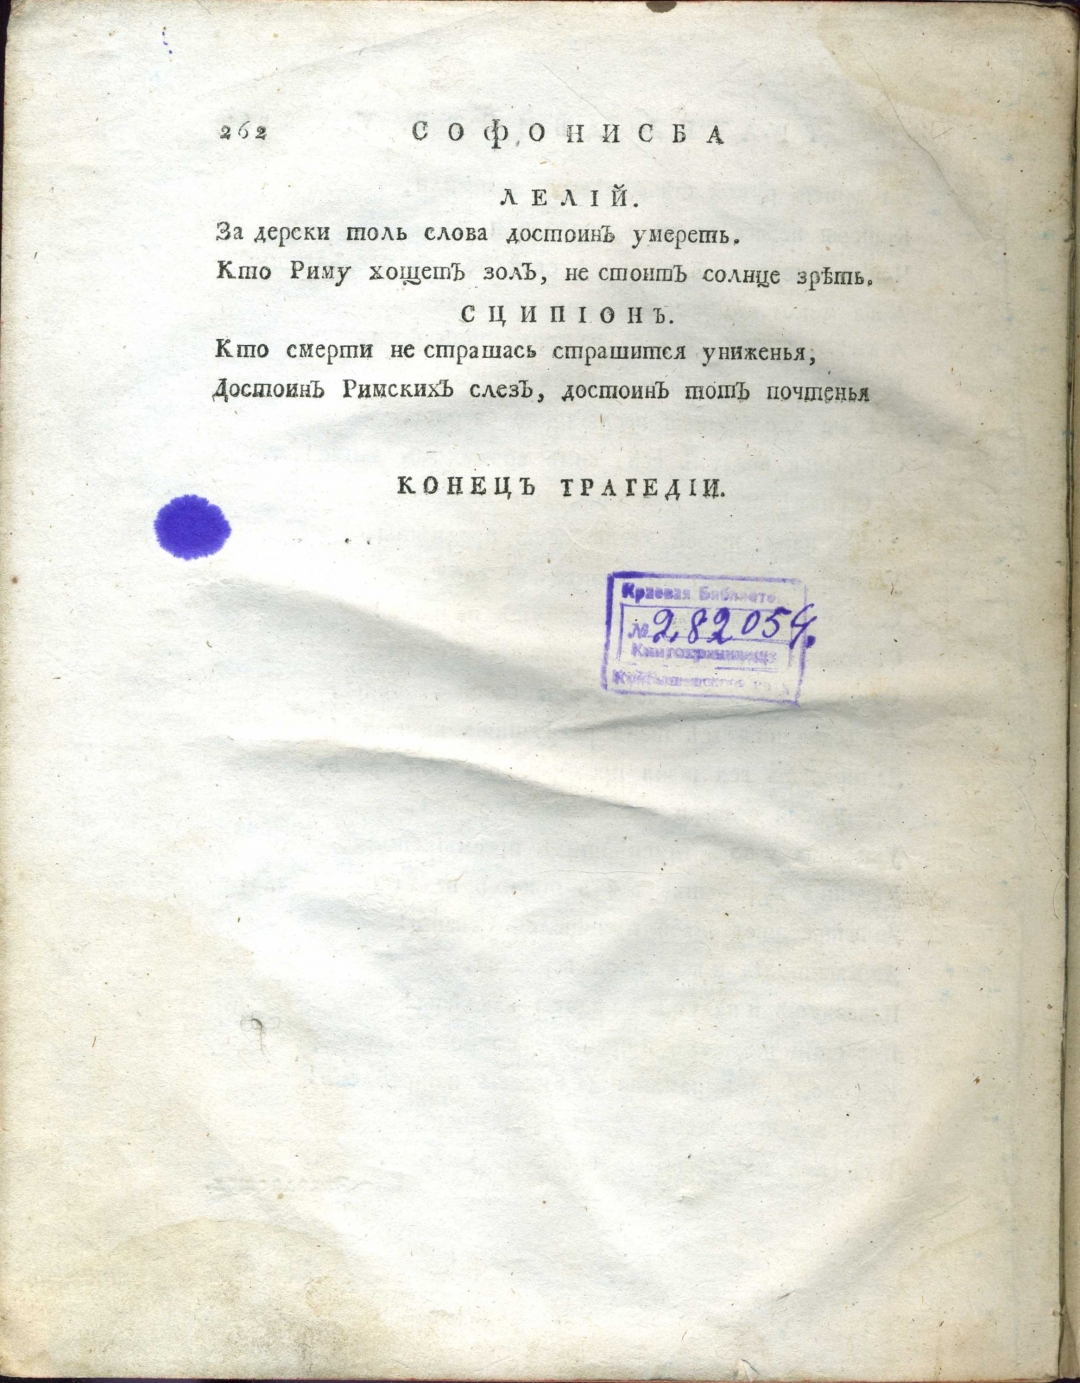 262 СОФОНИСБА
ЛЕЛІЙ.
За дерски толь слова достоинъ умереть.
Кто Риму хощетъ золъ, не стоитъ солнце зрѣть.
СЦИПІОНЪ.
Кто смерти не страшась страшится униженья,
Достоинъ Римскихъ слезъ, достоинъ тотъ почтенья
КОНЕЦЪ ТРАГЕДІИ.
Краевая Библиоте
№ 282054.
Книгохранилище